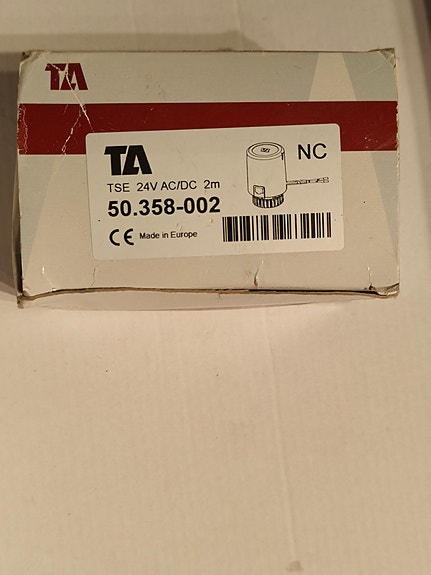 TA
TA
NC
TSE 24V AC/DC 2m
50.358-002
CE Made in Europe